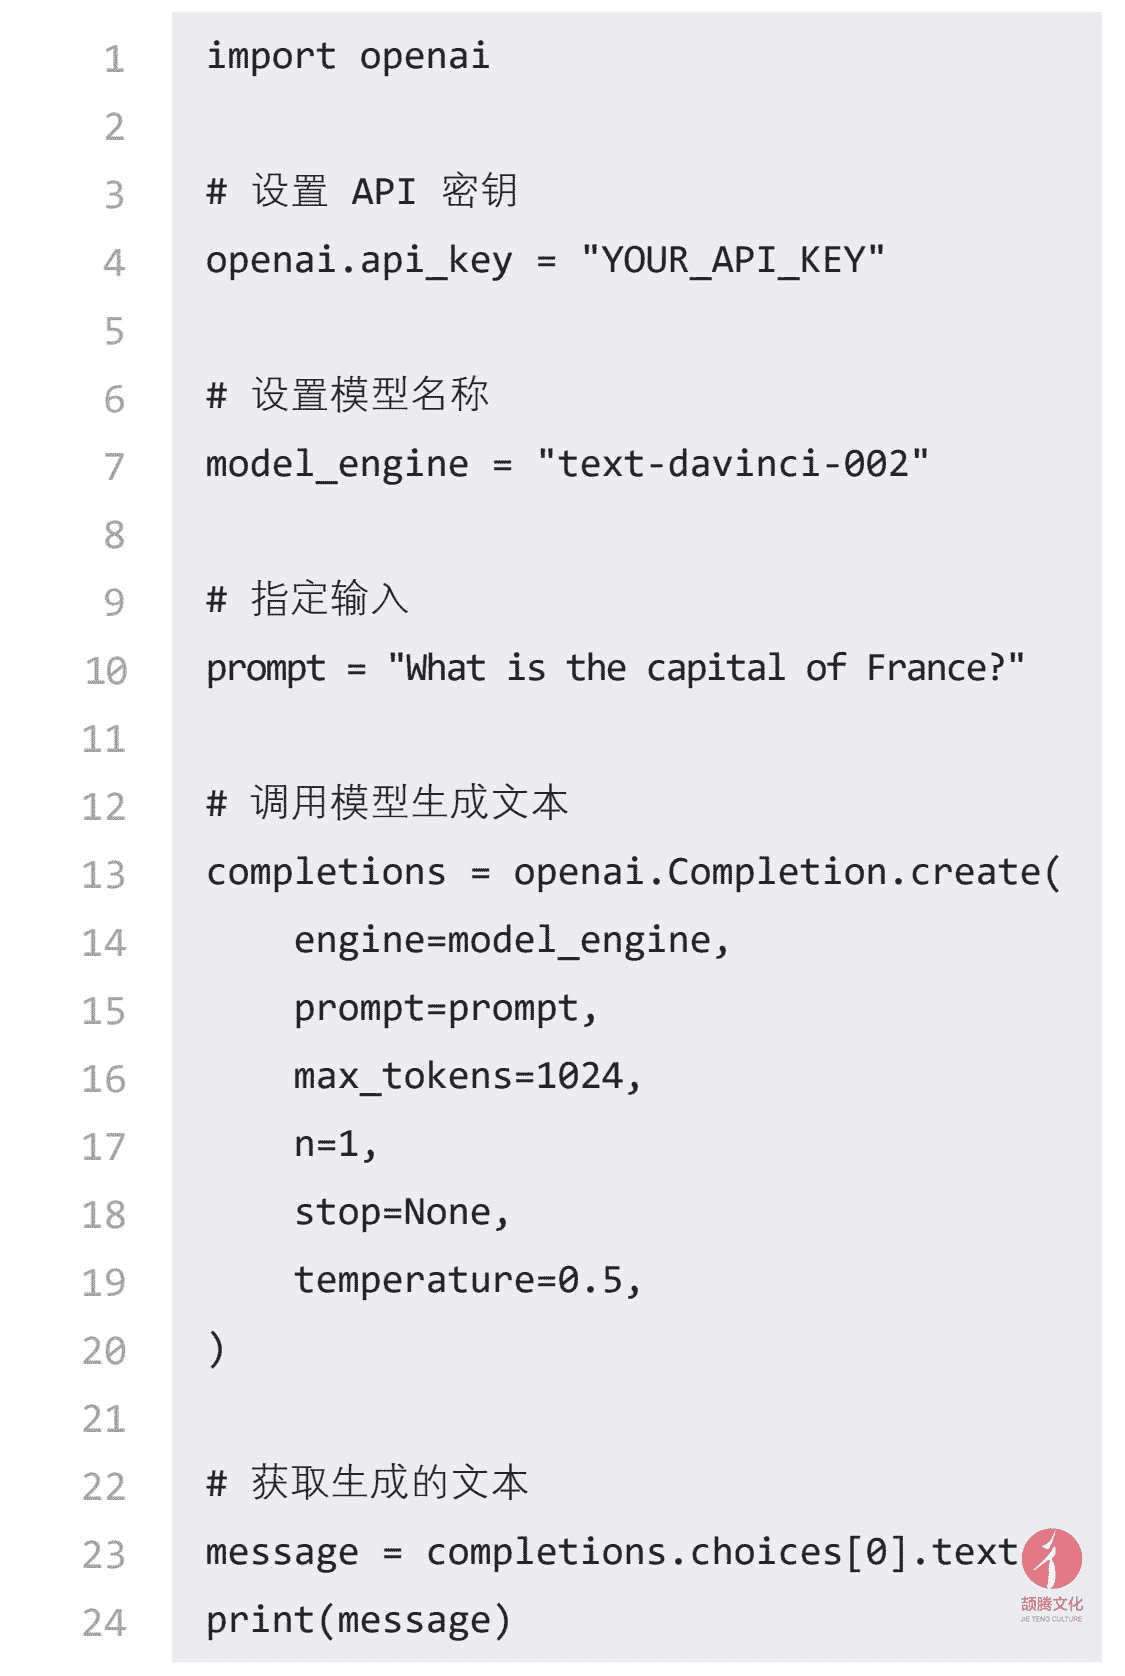 1 import openai
2
3 # 设置 API 密钥
4 openai.api_key = "YOUR_API_KEY"
5
6 # 设置模型名称
7 model_engine = "text-davinci-002"
8
9 # 指定输入
10 prompt = "What is the capital of France?"
11
12 # 调用模型生成文本
13 completions = openai.Completion.create(
14     engine=model_engine,
15     prompt=prompt,
16     max_tokens=1024,
17     n=1,
18     stop=None,
19     temperature=0.5,
20 )
21
22 # 获取生成的文本
23 message = completions.choices[0].text
24 print(message)
颉腾文化
JIE TENG CULTURE